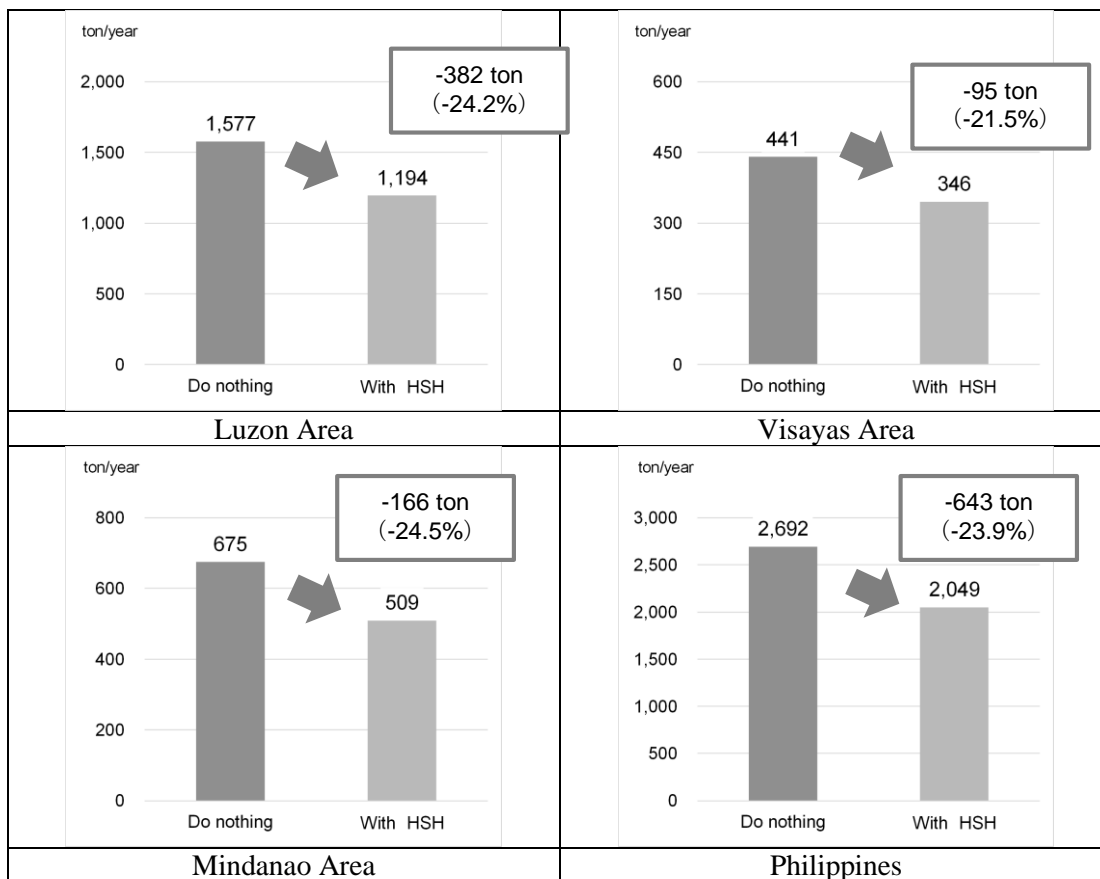 ton/year
-382 ton
（-24.2%）
2,000
1,577
1,500
1,194
1,000
500
0
Do nothing
With HSH
Luzon Area
ton/year
-95 ton
（-21.5%）
600
441
450
346
300
150
0
Do nothing
With HSH
Visayas Area
ton/year
-166 ton
（-24.5%）
800
675
600
509
400
200
0
Do nothing
With HSH
Mindanao Area
ton/year
-643 ton
（-23.9%）
3,000
2,692
2,500
2,049
2,000
1,500
1,000
500
0
Do nothing
With HSH
Philippines